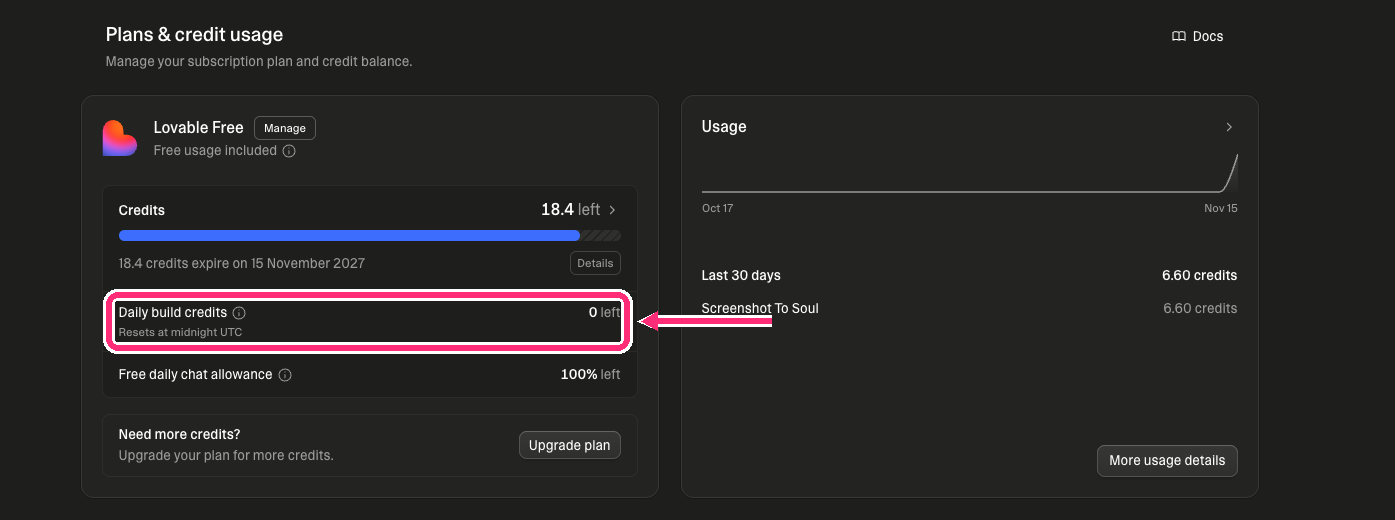 Plans & credit usage
Manage your subscription plan and credit balance.
Docs
Lovable Free
Manage
Free usage included
Credits
18.4 left
18.4 credits expire on 15 November 2027
Details
Daily build credits
0 left
Resets at midnight UTC
Free daily chat allowance
100% left
Need more credits?
Upgrade your plan for more credits.
Upgrade plan
Usage
Oct 17
Nov 15
Last 30 days
6.60 credits
Screenshot To Soul
6.60 credits
More usage details